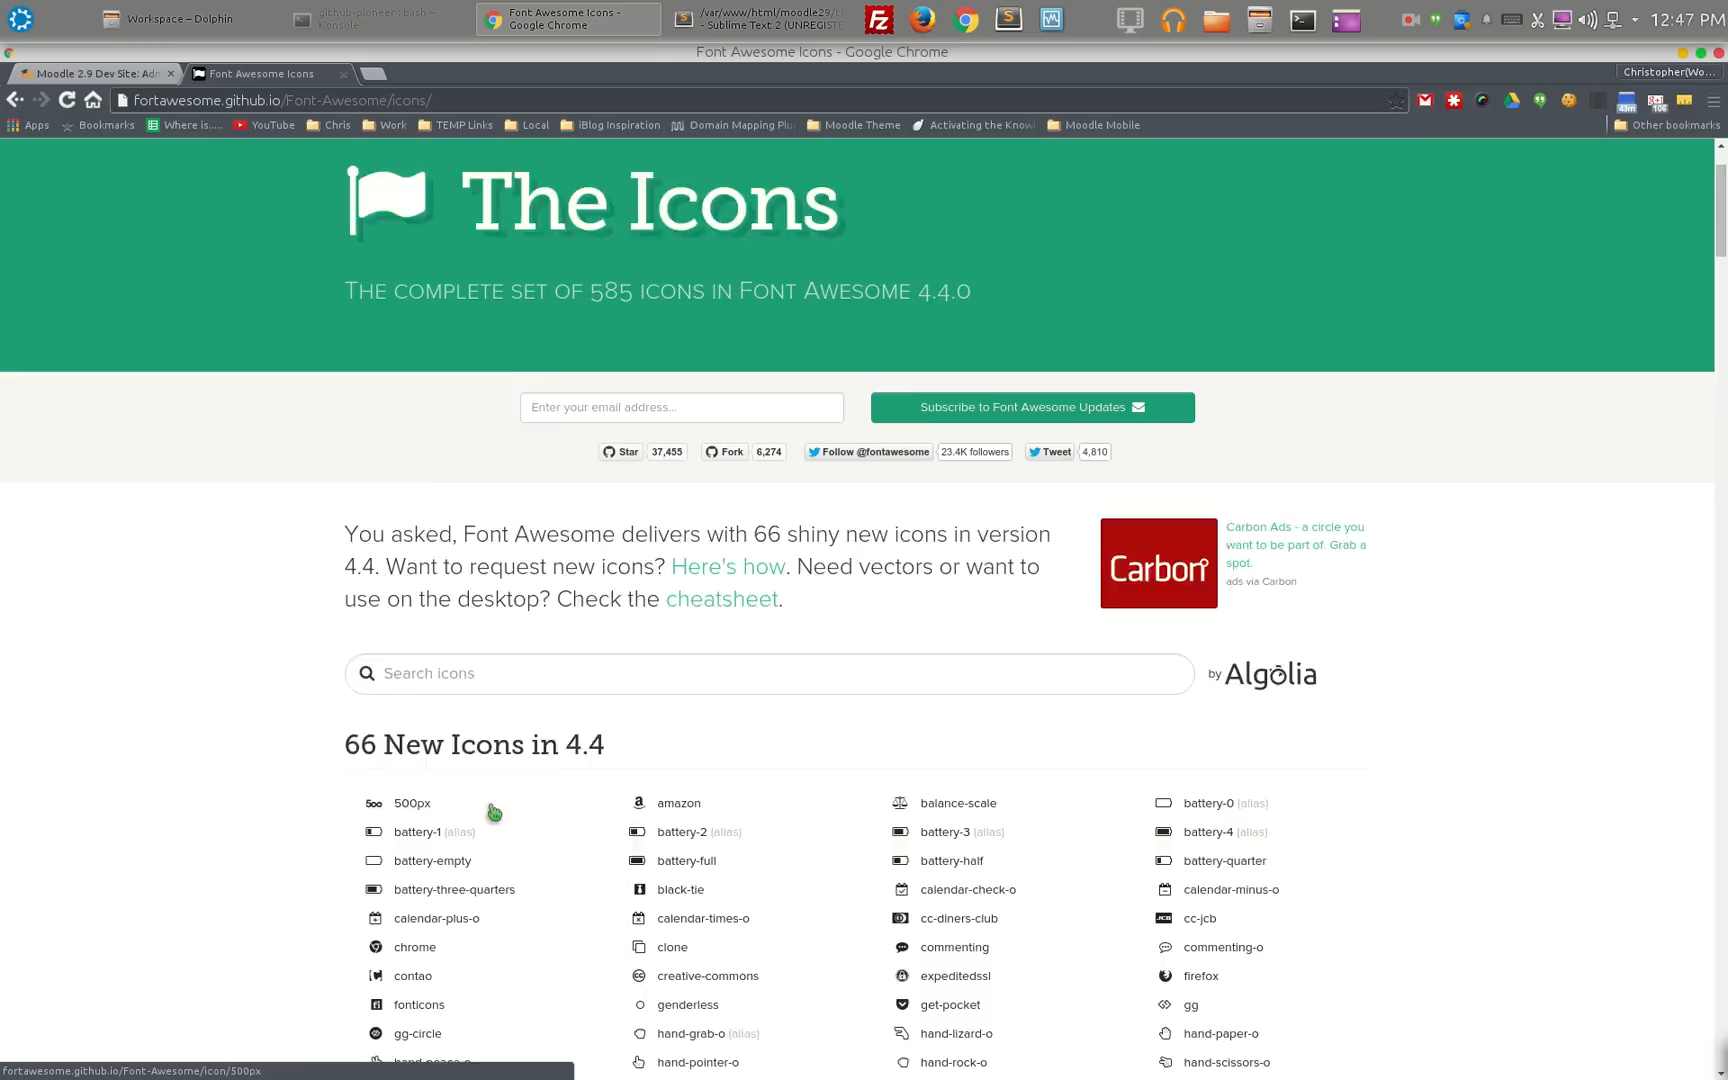 Workspace – Dolphin
github-pioneer : bash –
Konsole
Font Awesome Icons -
Google Chrome
/var/www/html/moodle29/
- Sublime Text 2 (UNREGIST
12:47 PM
Font Awesome Icons - Google Chrome
Moodle 2.9 Dev Site: Adm
Font Awesome Icons
Christopher(Wo...
fortawesome.github.io/Font-Awesome/icons/
43m
106
Apps
Bookmarks
Where is.....
YouTube
Chris
Work
TEMP Links
Local
iBlog Inspiration
Domain Mapping Plu
Moodle Theme
Activating the Know
Moodle Mobile
Other bookmarks
The Icons
The complete set of 585 icons in Font Awesome 4.4.0
Enter your email address...
Subscribe to Font Awesome Updates
Star 37,455 Fork 6,274 Follow @fontawesome 23.4K followers Tweet 4,810
You asked, Font Awesome delivers with 66 shiny new icons in version
4.4. Want to request new icons? Here's how. Need vectors or want to
use on the desktop? Check the cheatsheet.
Carbon
Carbon Ads - a circle you
want to be part of. Grab a
spot.
ads via Carbon
Search icons
by Algolia
66 New Icons in 4.4
500px amazon balance-scale battery-0 (alias)
battery-1 (alias) battery-2 (alias) battery-3 (alias) battery-4 (alias)
battery-empty battery-full battery-half battery-quarter
battery-three-quarters black-tie calendar-check-o calendar-minus-o
calendar-plus-o calendar-times-o cc-diners-club cc-jcb
chrome clone commenting commenting-o
contao creative-commons expeditedssl firefox
fonticons genderless get-pocket gg
gg-circle hand-grab-o (alias) hand-lizard-o hand-paper-o
hand-peace-o hand-pointer-o hand-rock-o hand-scissors-o
fortawesome.github.io/Font-Awesome/icon/500px